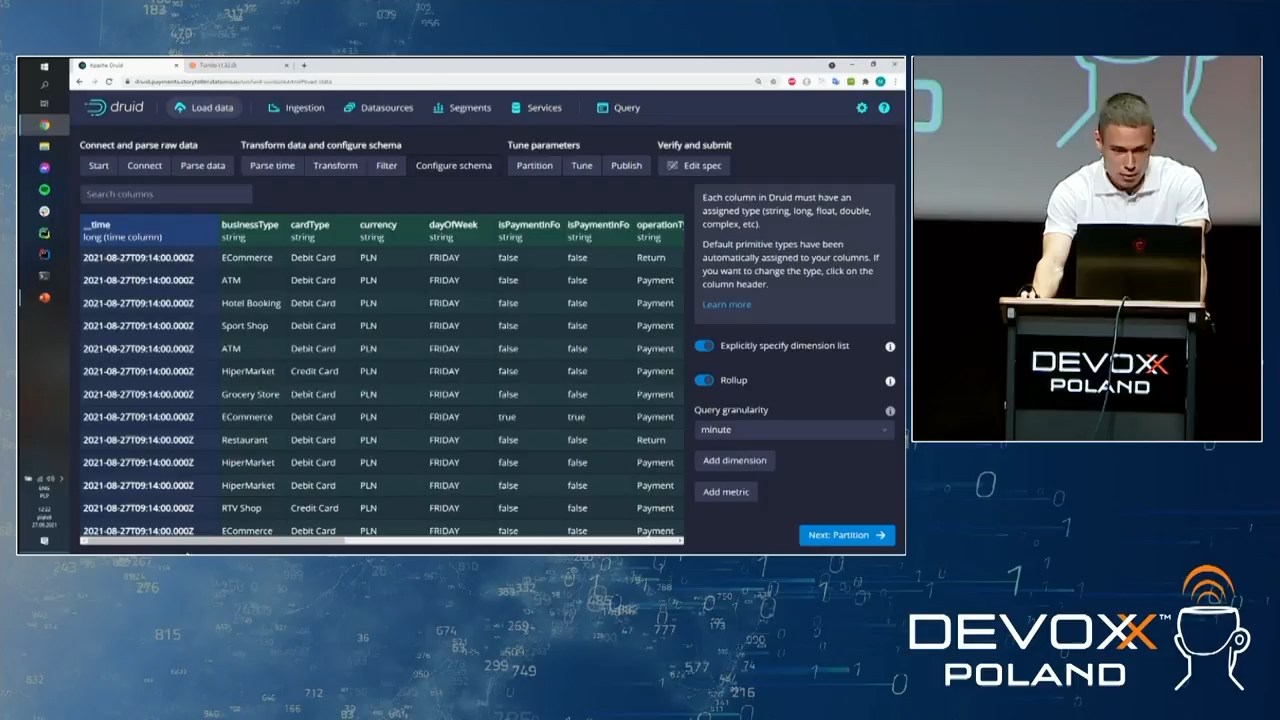 Apache Druid
druid
Load data
Ingestion
Datasources
Segments
Services
Query
Connect and parse raw data
Transform data and configure schema
Tune parameters
Verify and submit
Start
Connect
Parse data
Parse time
Transform
Filter
Configure schema
Partition
Tune
Publish
Edit spec
Search columns
__time businessType cardType currency dayOfWeek isPaymentInFo isPaymentInFo operationTy
long (time column) string string string string string string string
2021-08-27T09:14:00.000Z ECommerce Debit Card PLN FRIDAY false false Return
2021-08-27T09:14:00.000Z ATM Debit Card PLN FRIDAY false false Payment
2021-08-27T09:14:00.000Z Hotel Booking Debit Card PLN FRIDAY false false Payment
2021-08-27T09:14:00.000Z Sport Shop Debit Card PLN FRIDAY false false Payment
2021-08-27T09:14:00.000Z ATM Debit Card PLN FRIDAY false false Payment
2021-08-27T09:14:00.000Z HiperMarket Credit Card PLN FRIDAY false false Payment
2021-08-27T09:14:00.000Z Grocery Store Debit Card PLN FRIDAY false false Payment
2021-08-27T09:14:00.000Z ECommerce Debit Card PLN FRIDAY true true Payment
2021-08-27T09:14:00.000Z Restaurant Debit Card PLN FRIDAY false false Return
2021-08-27T09:14:00.000Z HiperMarket Debit Card PLN FRIDAY false false Payment
2021-08-27T09:14:00.000Z HiperMarket Debit Card PLN FRIDAY false false Payment
2021-08-27T09:14:00.000Z RTV Shop Credit Card PLN FRIDAY false false Payment
2021-08-27T09:14:00.000Z ECommerce Debit Card PLN FRIDAY false false Payment
Each column in Druid must have an
assigned type (string, long, float, double,
complex, etc).
Default primitive types have been
automatically assigned to your columns. If
you want to change the type, click on the
column header.
Learn more
Explicitly specify dimension list
Rollup
Query granularity
minute
Add dimension
Add metric
Next: Partition
ENG
PLP
12:22
piątek
27.08.2021
DEVOXX
POLAND
DEVOXX™
POLAND